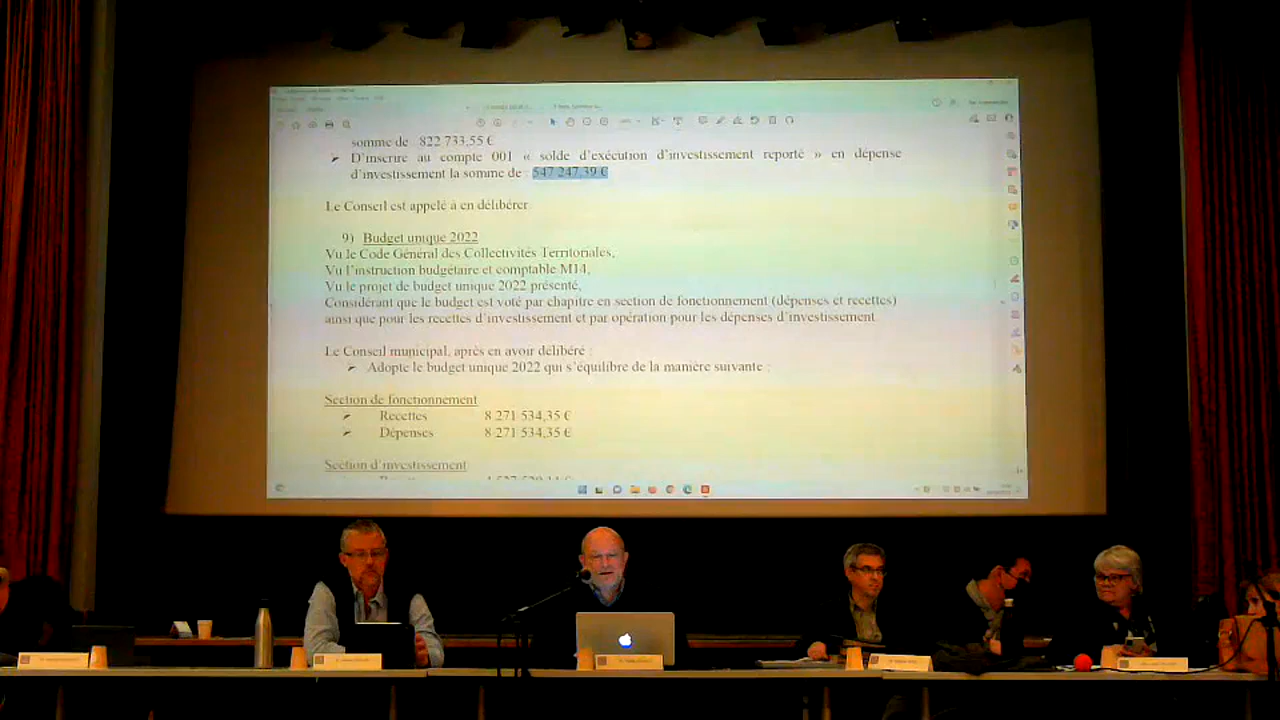 somme de : 822 733,55 €
➢ D'inscrire au compte 001 « solde d'exécution d'investissement reporté » en dépense
d'investissement la somme de : 547 247,39 €
Le Conseil est appelé à en délibérer
9) Budget unique 2022
Vu le Code Général des Collectivités Territoriales,
Vu l'instruction budgétaire et comptable M14,
Vu le projet de budget unique 2022 présenté,
Considérant que le budget est voté par chapitre en section de fonctionnement (dépenses et recettes)
ainsi que pour les recettes d'investissement et par opération pour les dépenses d'investissement.
Le Conseil municipal, après en avoir délibéré :
➢ Adopte le budget unique 2022 qui s'équilibre de la manière suivante :
Section de fonctionnement
➢ Recettes 8 271 534,35 €
➢ Dépenses 8 271 534,35 €
Section d'investissement